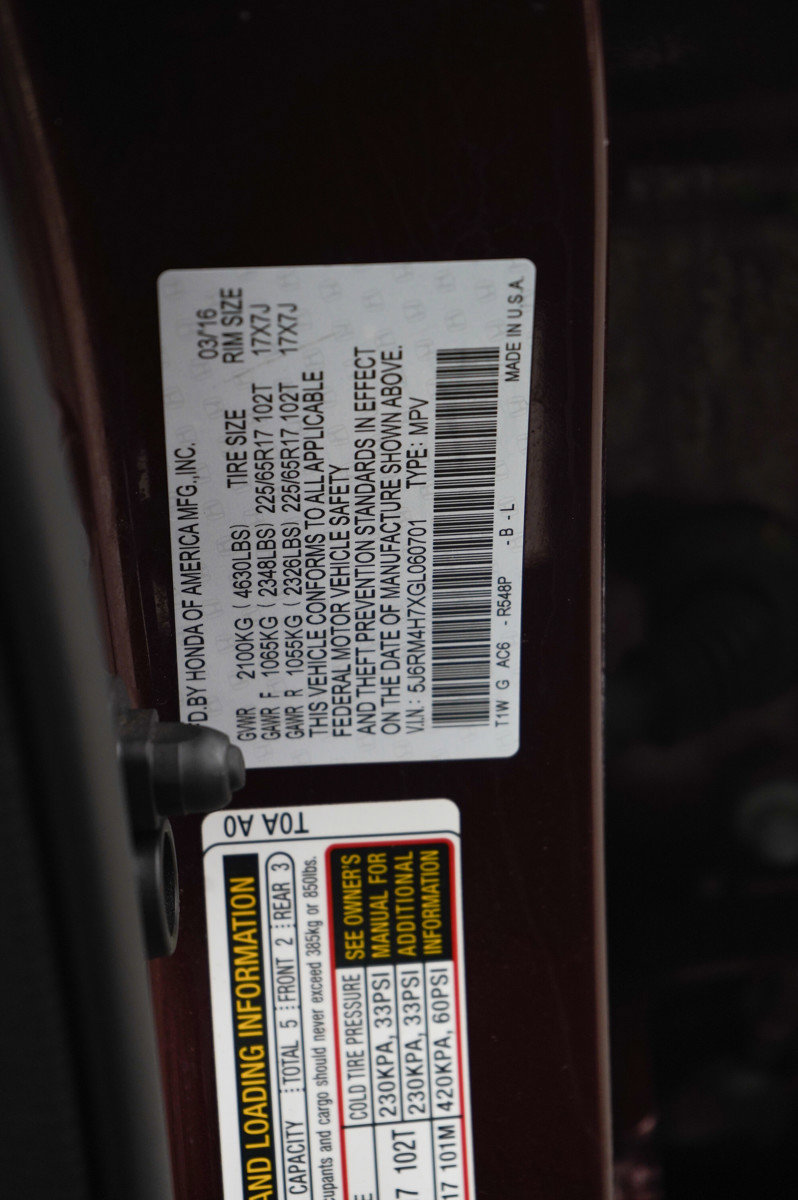 D.BY HONDA OF AMERICA MFG.,INC. 03/'16
TIRE SIZE RIM SIZE
GVWR 2100KG ( 4630LBS)
GAWR F 1065KG ( 2348LBS) 225/65R17 102T 17X7J
GAWR R 1055KG ( 2326LBS) 225/65R17 102T 17X7J
THIS VEHICLE CONFORMS TO ALL APPLICABLE
FEDERAL MOTOR VEHICLE SAFETY
AND THEFT PREVENTION STANDARDS IN EFFECT
ON THE DATE OF MANUFACTURE SHOWN ABOVE.
V.I.N: 5J6RM4H7XGL060701 TYPE: MPV
T1W G AC6 - R548P - B - L MADE IN U.S.A
T0A A0
AND LOADING INFORMATION
CAPACITY TOTAL 5 FRONT 2 REAR 3
cupants and cargo should never exceed 385kg or 850lbs.
E COLD TIRE PRESSURE
7 102T 230KPA, 33PSI
230KPA, 33PSI
17 101M 420KPA, 60PSI
SEE OWNER'S
MANUAL FOR
ADDITIONAL
INFORMATION